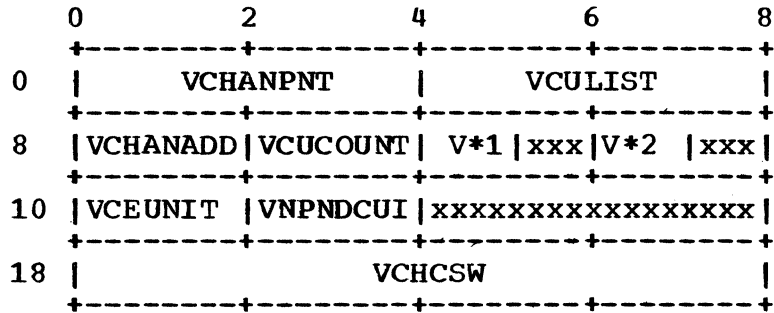 0 2 4 6 8
+-------+-------+-------+-------+
0 | VCHANPNT | VCULIST |
+-------+-------+-------+-------+
8 |VCHANADD|VCUCOUNT| V*1 |xxx|V*2 |xxx|
+-------+-------+-------+-------+
10 |VCEUNIT |VNPNDCUI|xxxxxxxxxxxxxxxxx|
+-------+-------+-------+-------+
18 | VCHCSW |
+-------+-------+-------+-------+